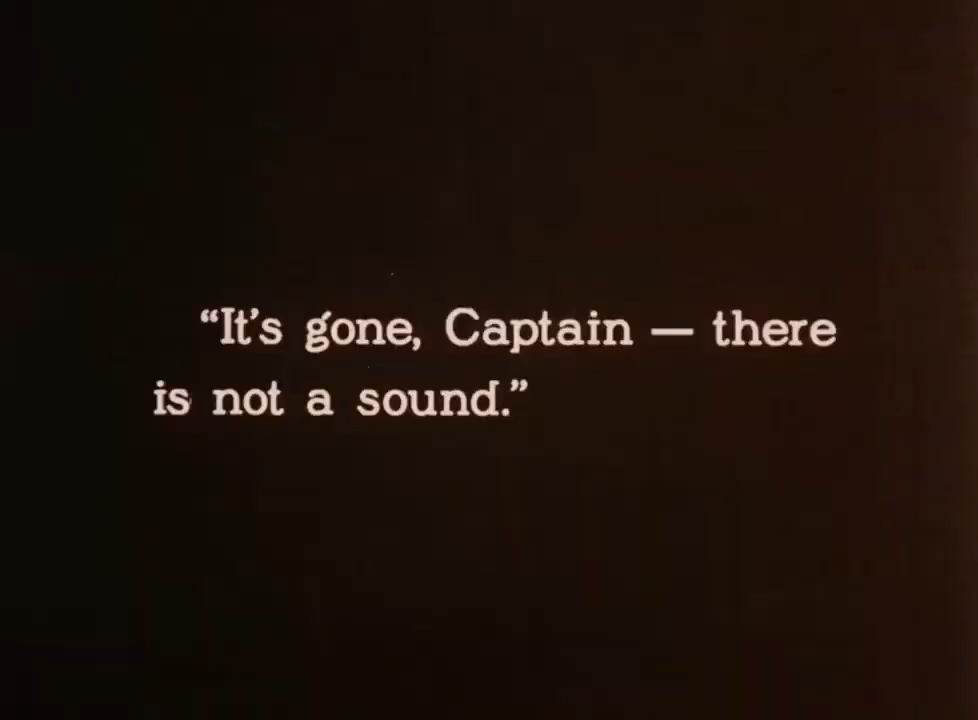 “It’s gone, Captain — there
is not a sound.”